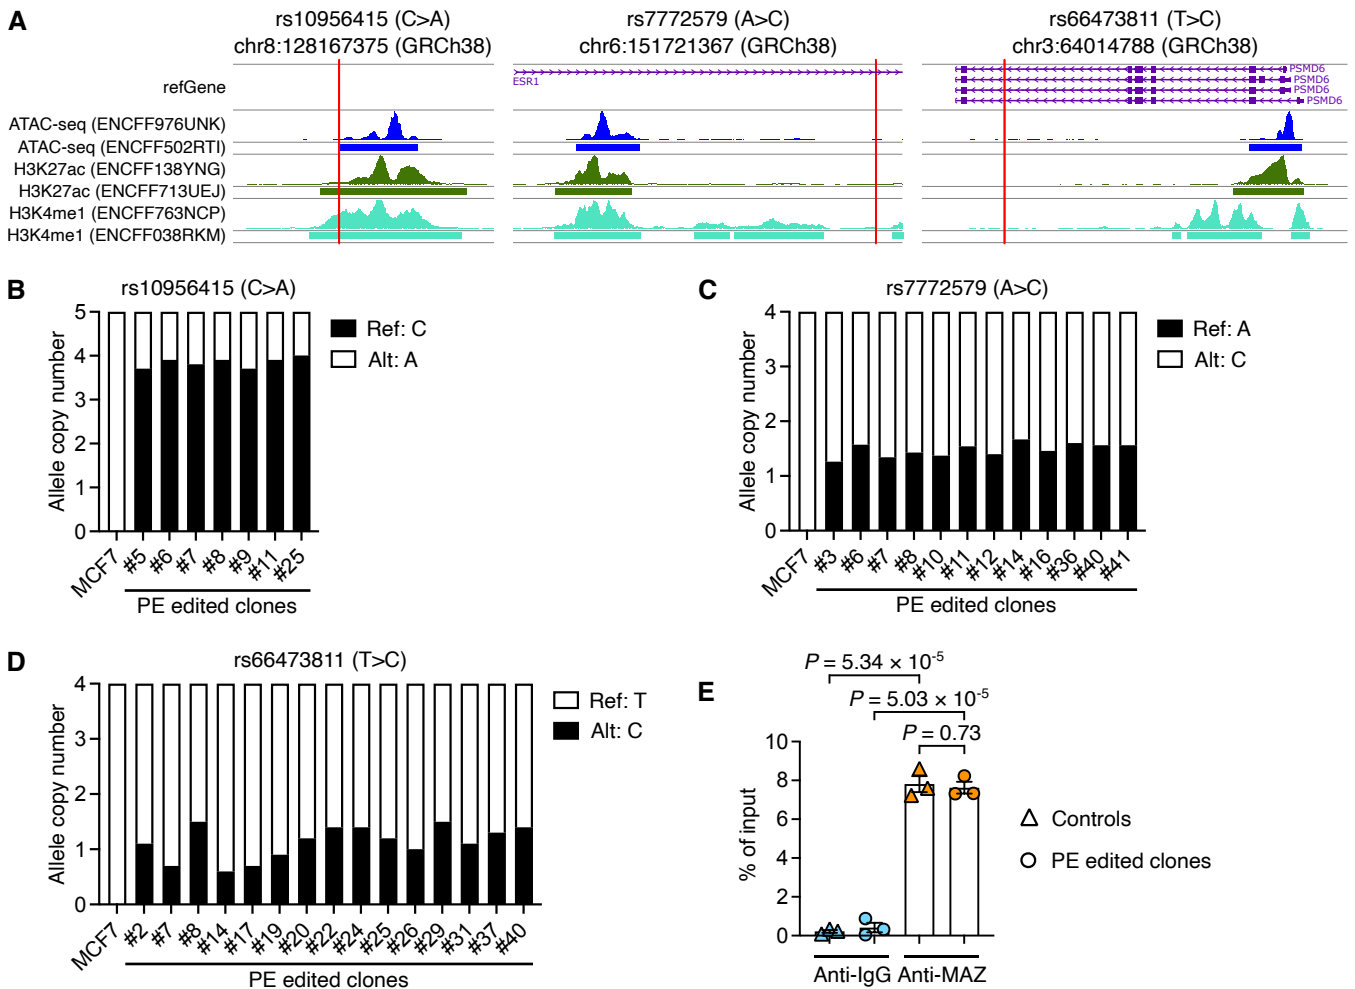 A
rs10956415 (C>A)
chr8:128167375 (GRCh38)
rs7772579 (A>C)
chr6:151721367 (GRCh38)
rs66473811 (T>C)
chr3:64014788 (GRCh38)
refGene
ESR1
PSMD6
PSMD6
PSMD6
PSMD6
ATAC-seq (ENCFF976UNK)
ATAC-seq (ENCFF502RTI)
H3K27ac (ENCFF138YNG)
H3K27ac (ENCFF713UEJ)
H3K4me1 (ENCFF763NCP)
H3K4me1 (ENCFF038RKM)
B
rs10956415 (C>A)
Allele copy number
5
4
3
2
1
0
MCF7
#5
#6
#7
#8
#9
#11
#25
PE edited clones
Ref: C
Alt: A
C
rs7772579 (A>C)
Allele copy number
4
3
2
1
0
MCF7
#3
#6
#7
#8
#10
#11
#12
#14
#16
#36
#40
#41
PE edited clones
Ref: A
Alt: C
D
rs66473811 (T>C)
Allele copy number
4
3
2
1
0
MCF7
#2
#7
#8
#14
#17
#19
#20
#22
#24
#25
#26
#29
#31
#37
#40
PE edited clones
Ref: T
Alt: C
E
P = 5.34 × 10-5
P = 5.03 × 10-5
P = 0.73
% of input
10
8
6
4
2
0
Anti-IgG
Anti-MAZ
Controls
PE edited clones